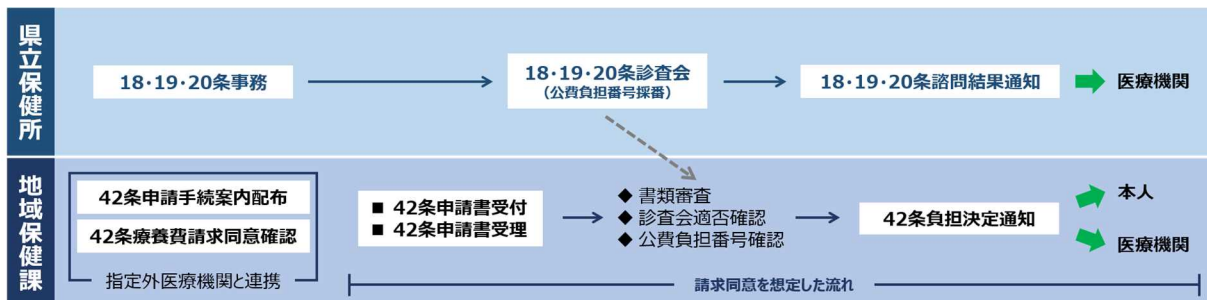 県立保健所
18・19・20条事務
18・19・20条診査会
(公費負担番号採番)
18・19・20条諮問結果通知
医療機関
地域保健課
42条申請手続案内配布
42条療養費請求同意確認
指定外医療機関と連携
■ 42条申請書受付
■ 42条申請書受理
◆ 書類審査
◆ 診査会適否確認
◆ 公費負担番号確認
42条負担決定通知
本人
医療機関
請求同意を想定した流れ